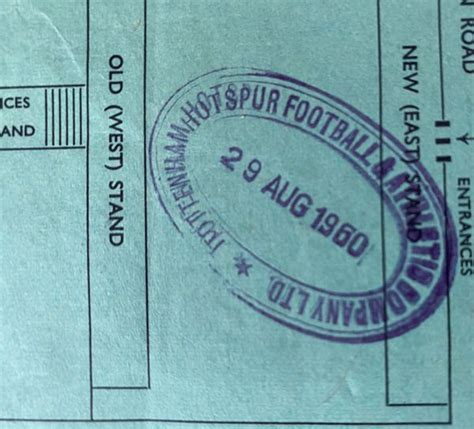 ICES
AND
OLD (WEST) STAND
TOTTENHAM HOTSPUR FOOTBALL & ATHLETIC COMPANY LTD.
*
29 AUG 1960
NEW (EAST) STAND
ROAD
Y
ENTRANCES